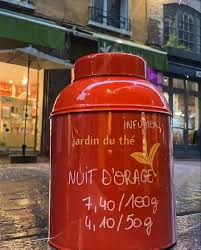 INFUSION
jardin du thé
NUIT D'ORAGE
7,40/100g
4,10/50g